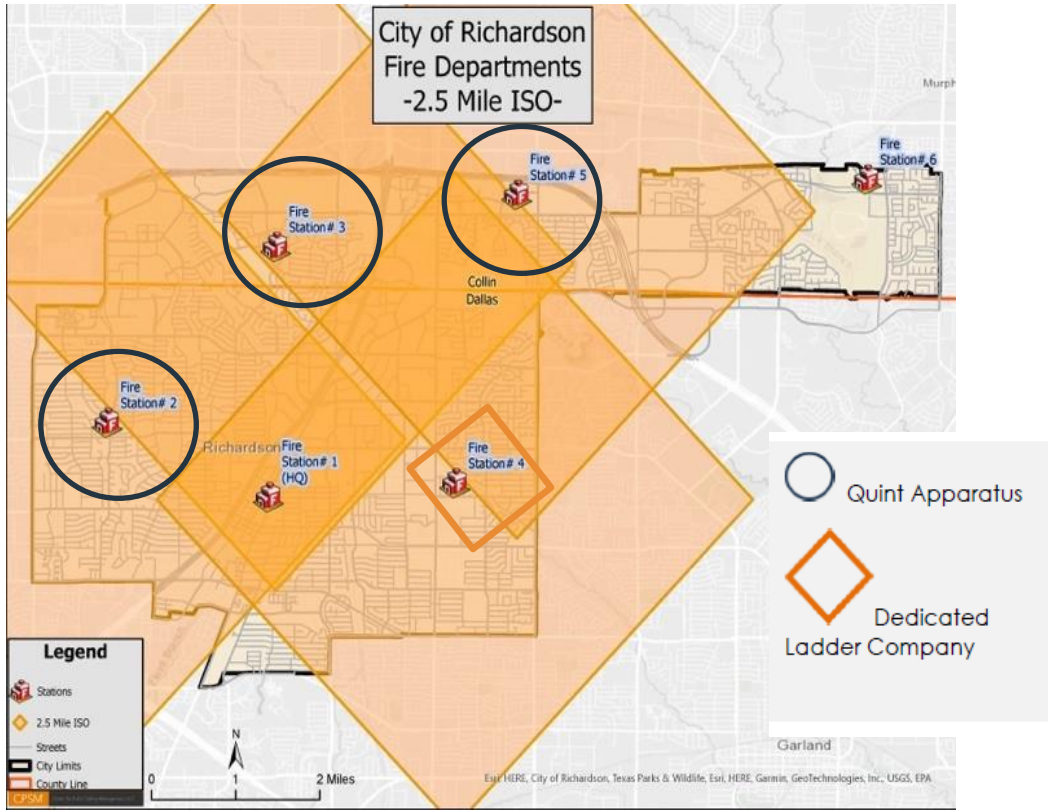 City of Richardson
Fire Departments
-2.5 Mile ISO-
Murph
Fire
Station# 6
Fire
Station# 5
Fire
Station# 3
Collin
Dallas
Fire
Station# 2
Richardson
Fire
Station# 1
(HQ)
Fire
Station# 4
Quint Apparatus
Dedicated
Ladder Company
Legend
Stations
2.5 Mile ISO
Streets
City Limits
County Line
CPSM
N
0 1 2 Miles
Garland
Esri, HERE, City of Richardson, Texas Parks & Wildlife, Esri, HERE, Garmin, GeoTechnologies, Inc., USGS, EPA